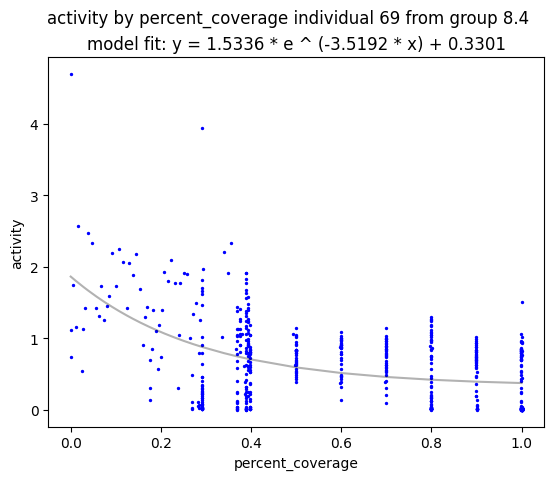 activity by percent_coverage individual 69 from group 8.4
model fit: y = 1.5336 * e ^ (-3.5192 * x) + 0.3301
4
3
2
1
0
activity
0.0 0.2 0.4 0.6 0.8 1.0
percent_coverage